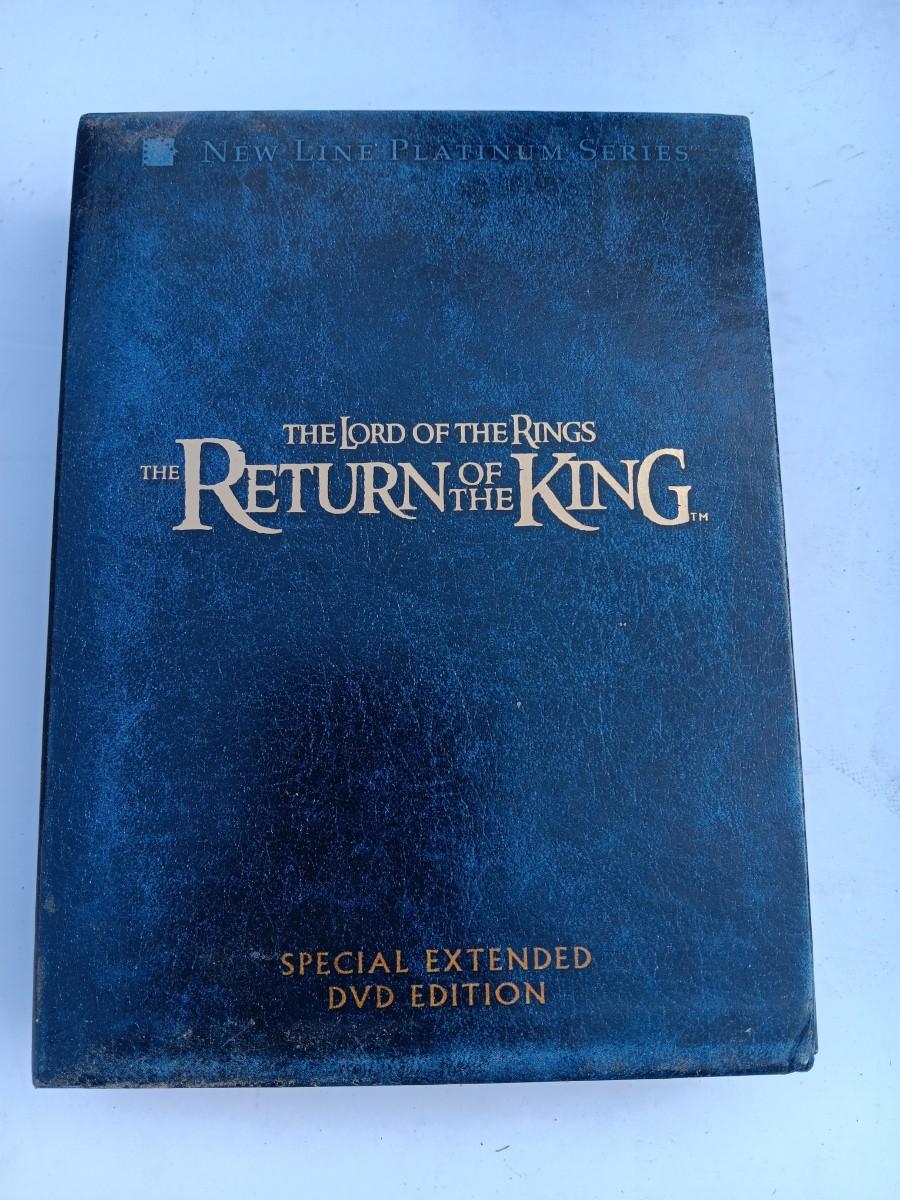 NEW LINE PLATINUM SERIES
THE LORD OF THE RINGS
THE RETURN OF THE KING™
SPECIAL EXTENDED
DVD EDITION